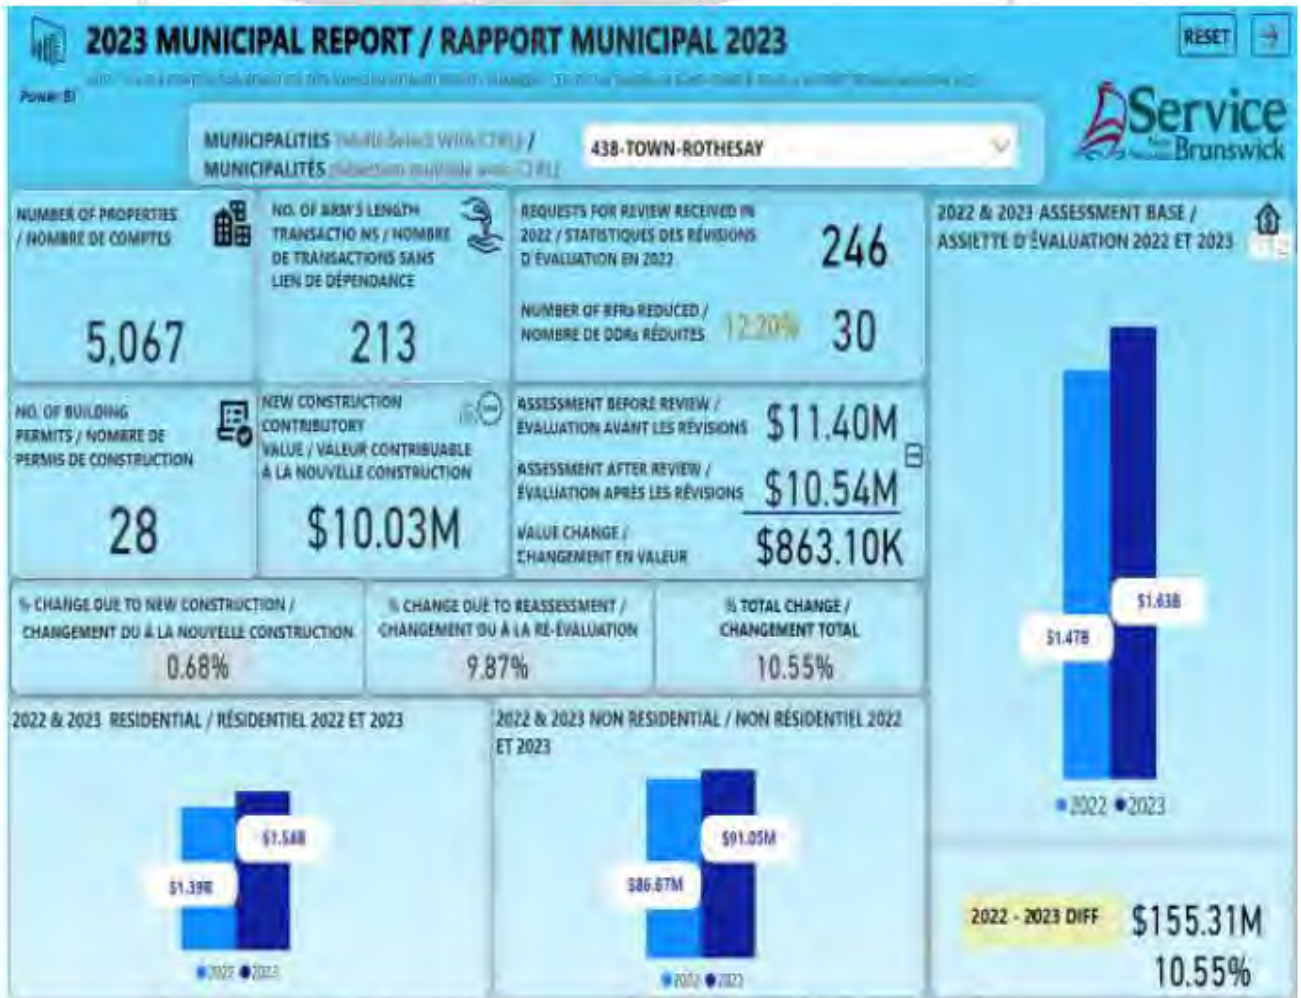 2023 MUNICIPAL REPORT / RAPPORT MUNICIPAL 2023
RESET
Power BI
Service
Brunswick
MUNICIPALITIES (Multi-Select With CTRL) /
MUNICIPALITÉS
438-TOWN-ROTHESAY
NUMBER OF PROPERTIES
/ NOMBRE DE COMPTES
5,067
NO. OF ARM'S LENGTH
TRANSACTIO NS / NOMBRE
DE TRANSACTIONS SANS
LIEN DE DÉPENDANCE
213
REQUESTS FOR REVIEW RECEIVED IN
2022 / STATISTIQUES DES RÉVISIONS
D'ÉVALUATION EN 2022
246
NUMBER OF RFRs REDUCED /
NOMBRE DE DDRs RÉDUITES
12.20%
30
2022 & 2023 ASSESSMENT BASE /
ASSIETTE D'ÉVALUATION 2022 ET 2023
$1.47B
$1.63B
2022 2023
NO. OF BUILDING
PERMITS / NOMBRE DE
PERMIS DE CONSTRUCTION
28
NEW CONSTRUCTION
CONTRIBUTORY
VALUE / VALEUR CONTRIBUABLE
À LA NOUVELLE CONSTRUCTION
$10.03M
ASSESSMENT BEFORE REVIEW /
ÉVALUATION AVANT LES RÉVISIONS
$11.40M
ASSESSMENT AFTER REVIEW /
ÉVALUATION APRÈS LES RÉVISIONS
$10.54M
VALUE CHANGE /
CHANGEMENT EN VALEUR
$863.10K
% CHANGE DUE TO NEW CONSTRUCTION /
CHANGEMENT DU À LA NOUVELLE CONSTRUCTION
0.68%
% CHANGE DUE TO REASSESSMENT /
CHANGEMENT DU À LA RE-ÉVALUATION
9.87%
% TOTAL CHANGE /
CHANGEMENT TOTAL
10.55%
2022 & 2023 RESIDENTIAL / RÉSIDENTIEL 2022 ET 2023
$1.39B
$1.54B
2022 2023
2022 & 2023 NON RESIDENTIAL / NON RÉSIDENTIEL 2022
ET 2023
$86.67M
$91.05M
2022 2023
2022 - 2023 DIFF
$155.31M
10.55%